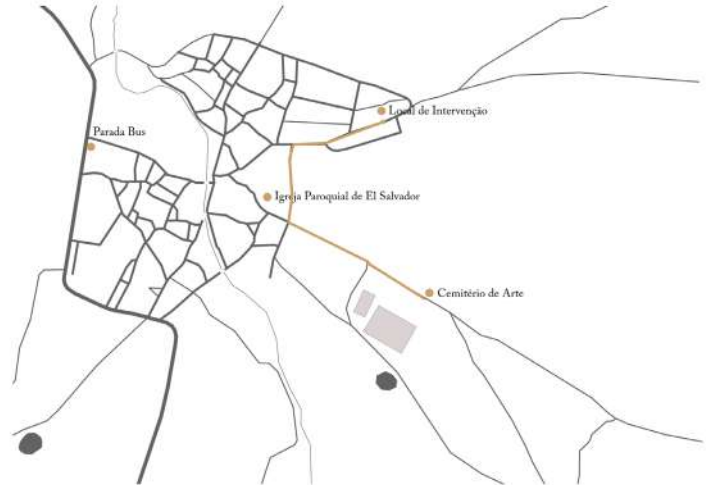 Local de Intervenção
Parada Bus
Igreja Paroquial de El Salvador
Cemitério de Arte